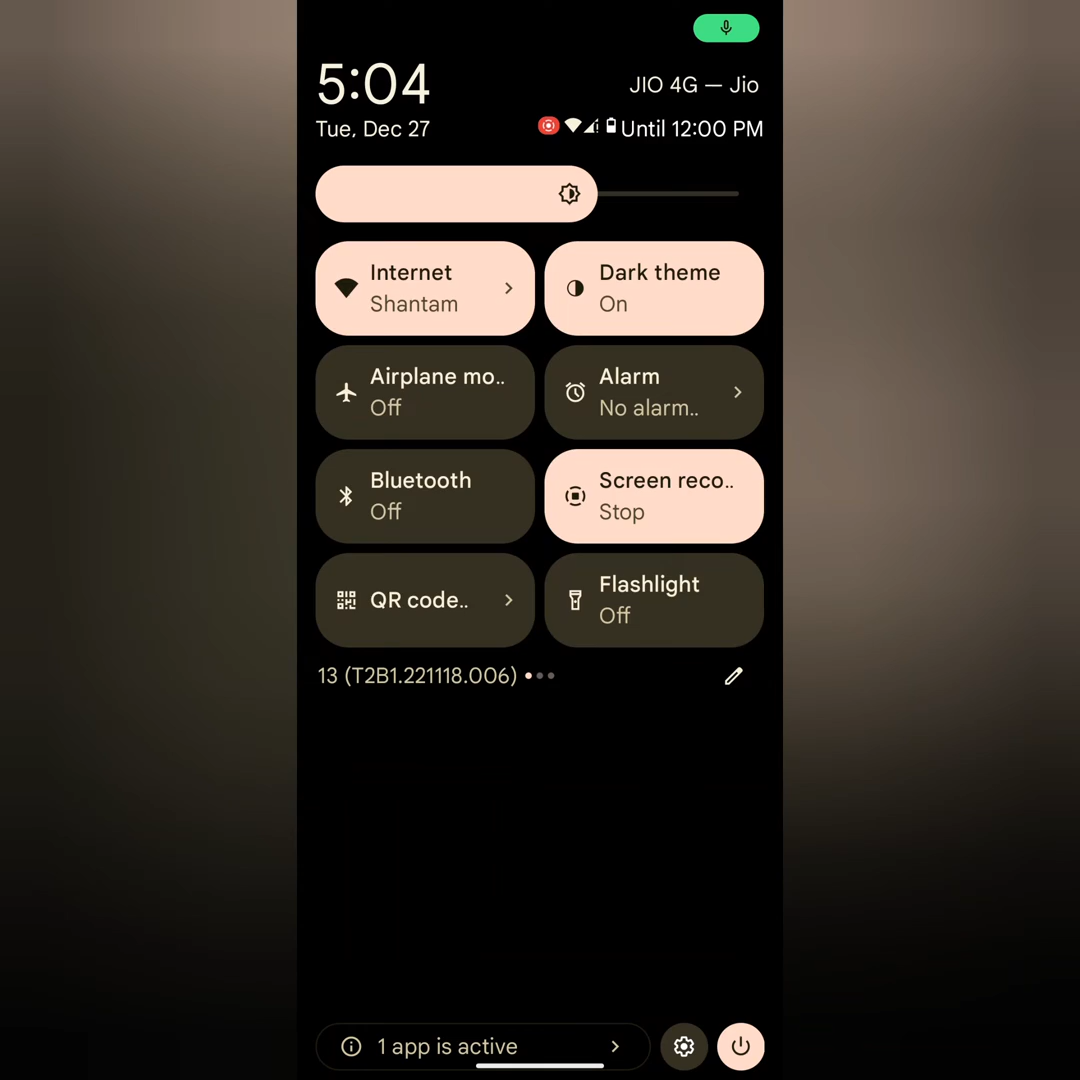 5:04
JIO 4G — Jio
Tue, Dec 27
Until 12:00 PM
Internet
Shantam
Dark theme
On
Airplane mo..
Off
Alarm
No alarm..
Bluetooth
Off
Screen reco..
Stop
QR code..
Flashlight
Off
13 (T2B1.221118.006)
1 app is active